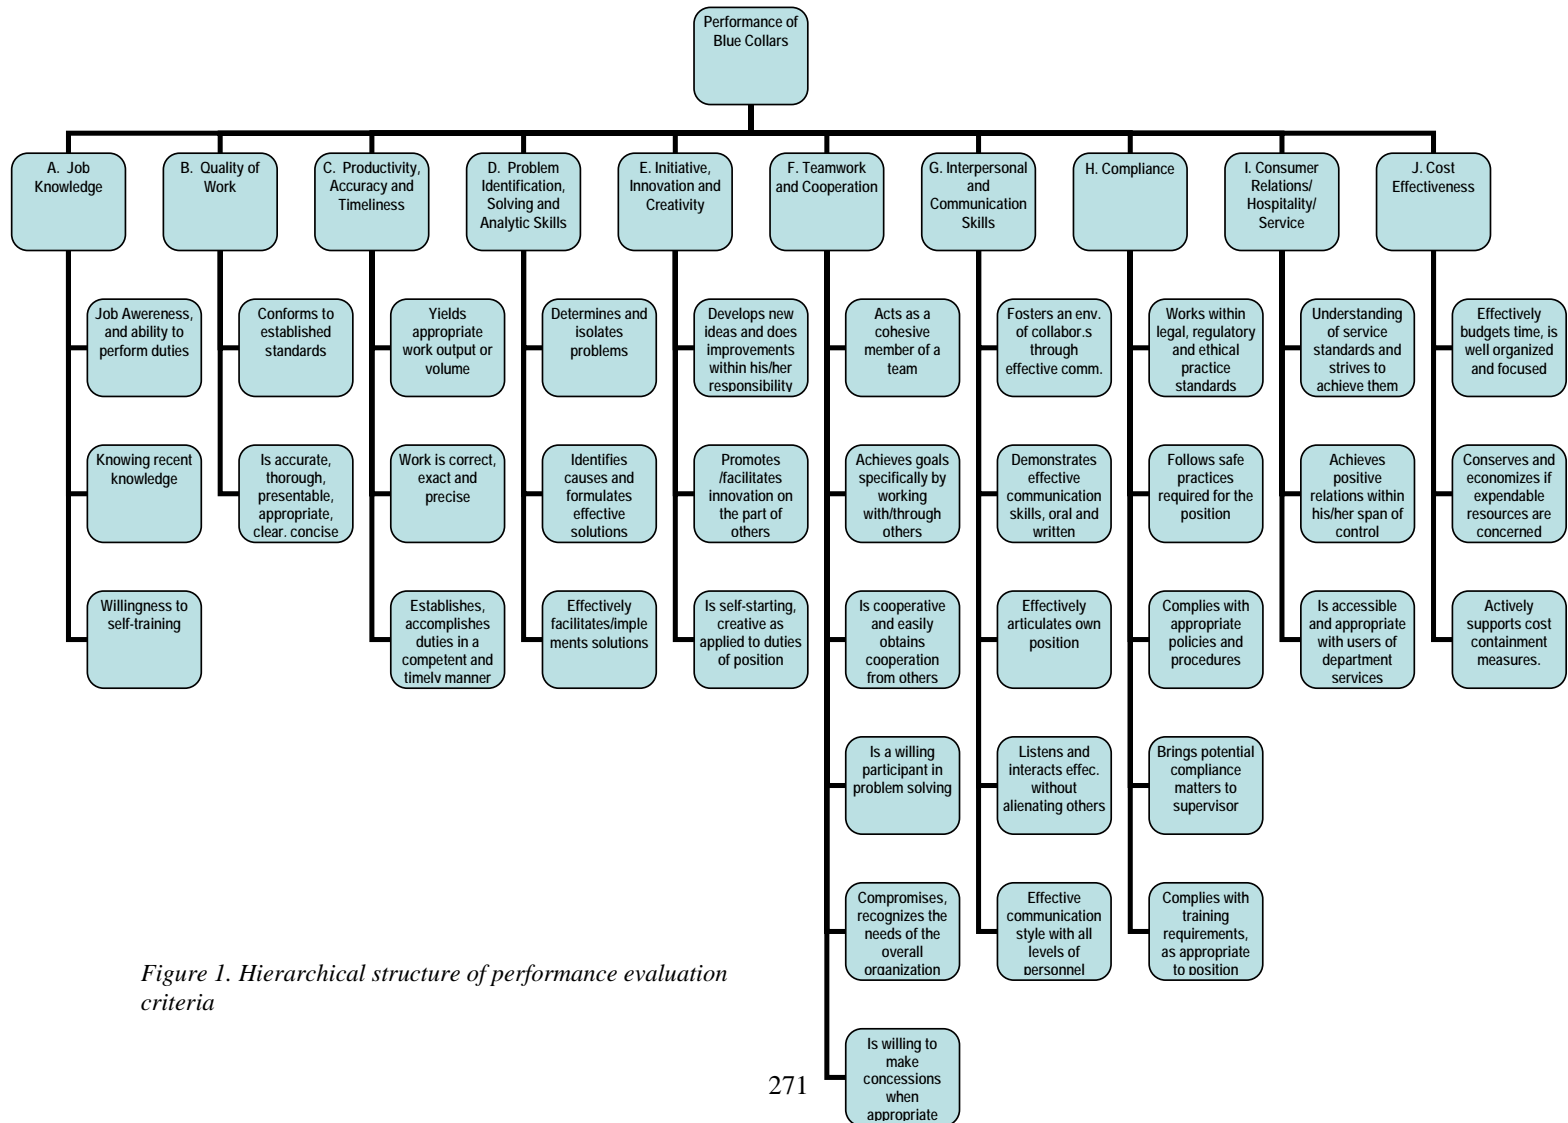 Performance of
Blue Collars
A. Job
Knowledge
B. Quality of
Work
C. Productivity,
Accuracy and
Timeliness
D. Problem
Identification,
Solving and
Analytic Skills
E. Initiative,
Innovation and
Creativity
F. Teamwork
and Cooperation
G. Interpersonal
and
Communication
Skills
H. Compliance
I. Consumer
Relations/
Hospitality/
Service
J. Cost
Effectiveness
Job Awereness,
and ability to
perform duties
Conforms to
established
standards
Yields
appropriate
work output or
volume
Determines and
isolates
problems
Develops new
ideas and does
improvements
within his/her
responsibility
Acts as a
cohesive
member of a
team
Fosters an env.
of collabor.s
through
effective comm.
Works within
legal, regulatory
and ethical
practice
standards
Understanding
of service
standards and
strives to
achieve them
Effectively
budgets time, is
well organized
and focused
Knowing recent
knowledge
Is accurate,
thorough,
presentable,
appropriate,
clear. concise
Work is correct,
exact and
precise
Identifies
causes and
formulates
effective
solutions
Promotes
/facilitates
innovation on
the part of
others
Achieves goals
specifically by
working
with/through
others
Demonstrates
effective
communication
skills, oral and
written
Follows safe
practices
required for the
position
Achieves
positive
relations within
his/her span of
control
Conserves and
economizes if
expendable
resources are
concerned
Willingness to
self-training
Establishes,
accomplishes
duties in a
competent and
timely manner
Effectively
facilitates/imple
ments solutions
Is self-starting,
creative as
applied to duties
of position
Is cooperative
and easily
obtains
cooperation
from others
Effectively
articulates own
position
Complies with
appropriate
policies and
procedures
Is accessible
and appropriate
with users of
department
services
Actively
supports cost
containment
measures.
Is a willing
participant in
problem solving
Listens and
interacts effec.
without
alienating others
Brings potential
compliance
matters to
supervisor
Compromises,
recognizes the
needs of the
overall
organization
Effective
communication
style with all
levels of
personnel
Complies with
training
requirements,
as appropriate
to position
Is willing to
make
concessions
when
appropriate
Figure 1. Hierarchical structure of performance evaluation
criteria
271